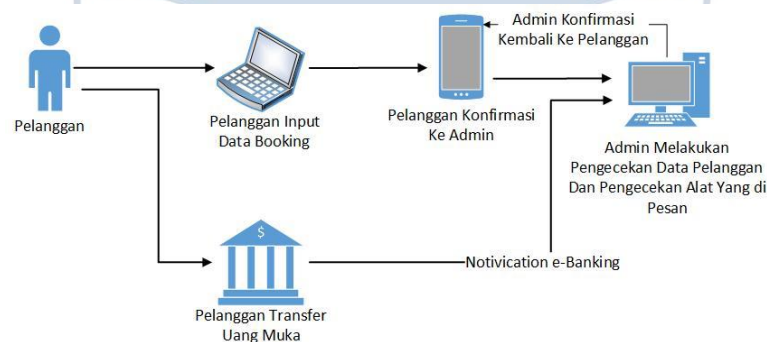 Admin Konfirmasi
Kembali Ke Pelanggan
Pelanggan
Pelanggan Input
Data Booking
Pelanggan Konfirmasi
Ke Admin
Admin Melakukan
Pengecekan Data Pelanggan
Dan Pengecekan Alat Yang di
Pesan
$
Notivication e-Banking
Pelanggan Transfer
Uang Muka